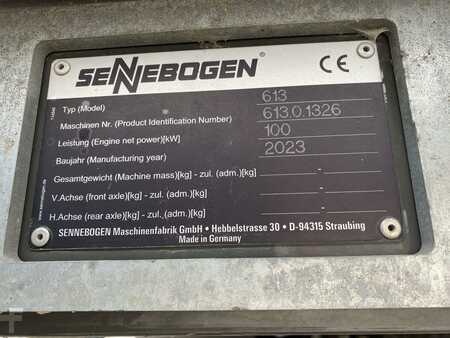 SENNEBOGEN® CE
Typ (Model) 613
Maschinen Nr. (Product Identification Number) 613.0.1326
Leistung (Engine net power)[kW] 100
Baujahr (Manufacturing year) 2023
Gesamtgewicht (Machine mass)[kg] - zul. (adm.)[kg] -
V.Achse (front axle)[kg] - zul. (adm.)[kg] -
H.Achse (rear axle)[kg] - zul. (adm.)[kg] -
SENNEBOGEN Maschinenfabrik GmbH • Hebbelstrasse 30 • D-94315 Straubing
Made in Germany